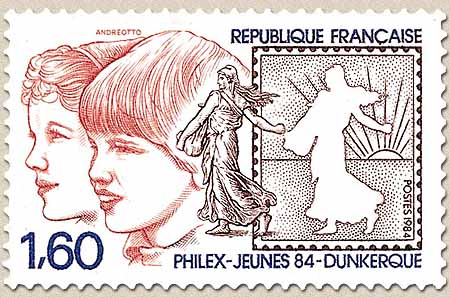 ANDREOTTO
REPUBLIQUE FRANÇAISE
POSTES 1984
1,60
PHILEX-JEUNES 84-DUNKERQUE